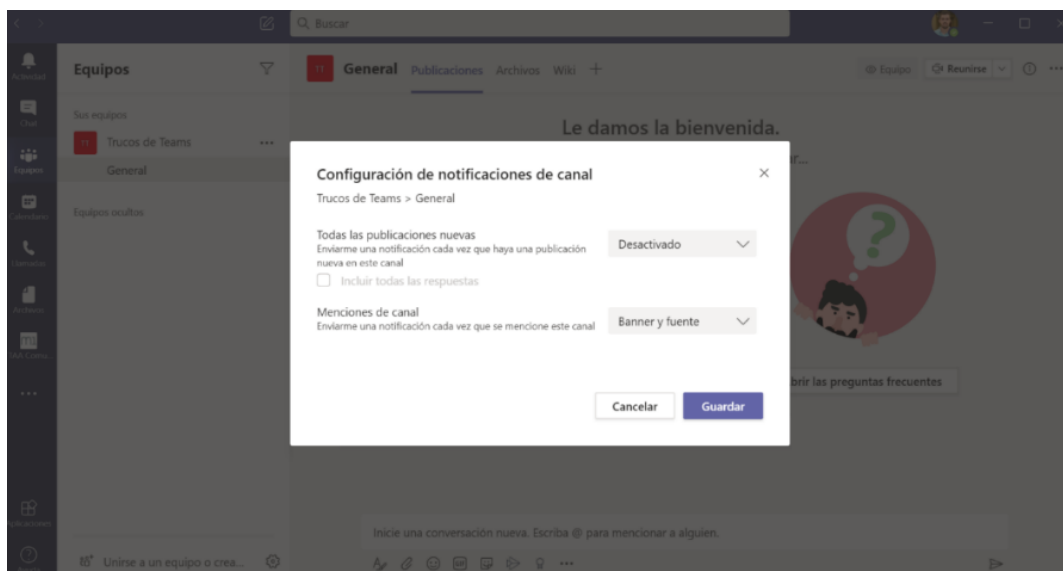 Buscar
Actividad
Chat
Equipos
Calendario
Llamadas
Archivos
Equipos
Sus equipos
TT Trucos de Teams
General
Equipos ocultos
Unirse a un equipo o crea...
TT General Publicaciones Archivos Wiki
Equipo
Reunirse
Le damos la bienvenida.
Configuración de notificaciones de canal
Trucos de Teams > General
Todas las publicaciones nuevas
Enviarme una notificación cada vez que haya una publicación
nueva en este canal
Desactivado
Incluir todas las respuestas
Menciones de canal
Enviarme una notificación cada vez que se mencione este canal
Banner y fuente
Cancelar Guardar
brir las preguntas frecuentes
Inicie una conversación nueva. Escriba @ para mencionar a alguien.
Aplicaciones